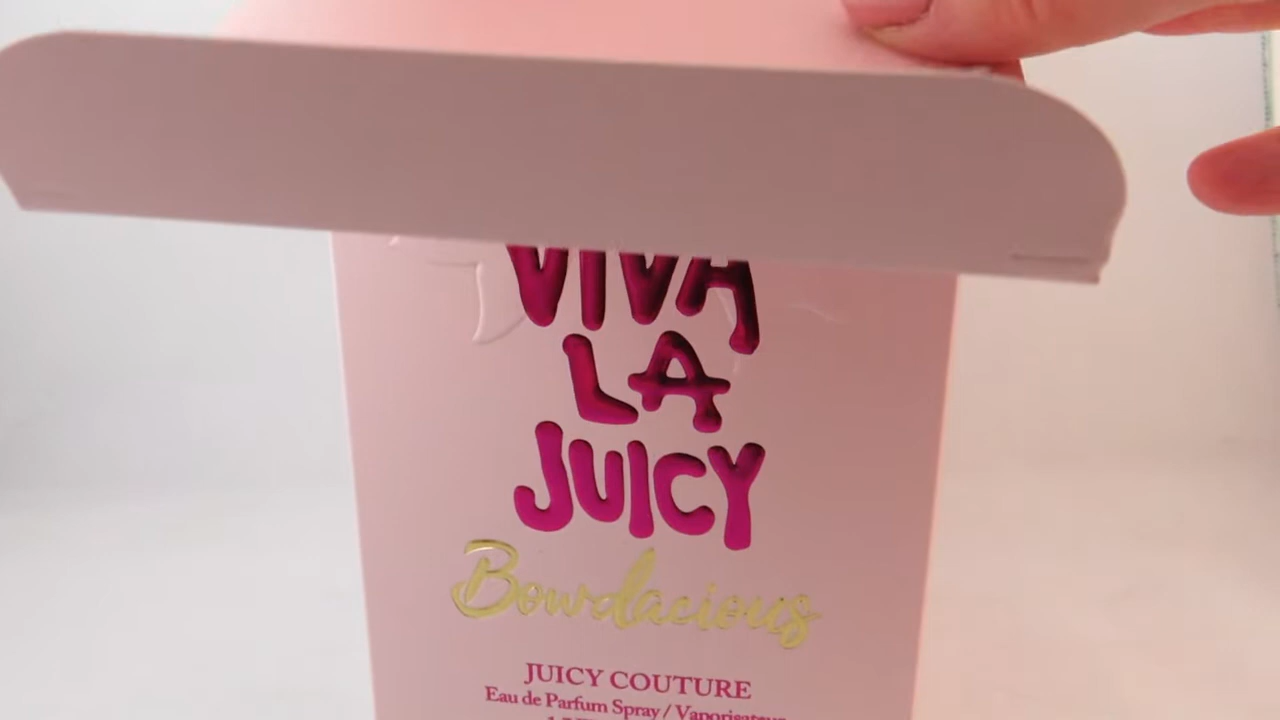 VIVA
LA
JUICY
Bowdacious
JUICY COUTURE
Eau de Parfum Spray / Vaporisateur